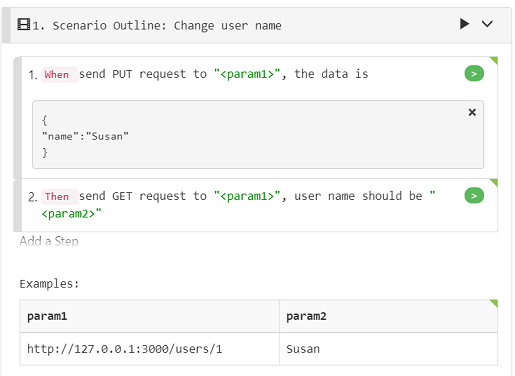 1. Scenario Outline: Change user name
1. When send PUT request to "<param1>", the data is
{
"name":"Susan"
}
2. Then send GET request to "<param1>", user name should be "
<param2>"
Add a Step
Examples:
param1 param2
http://127.0.0.1:3000/users/1 Susan